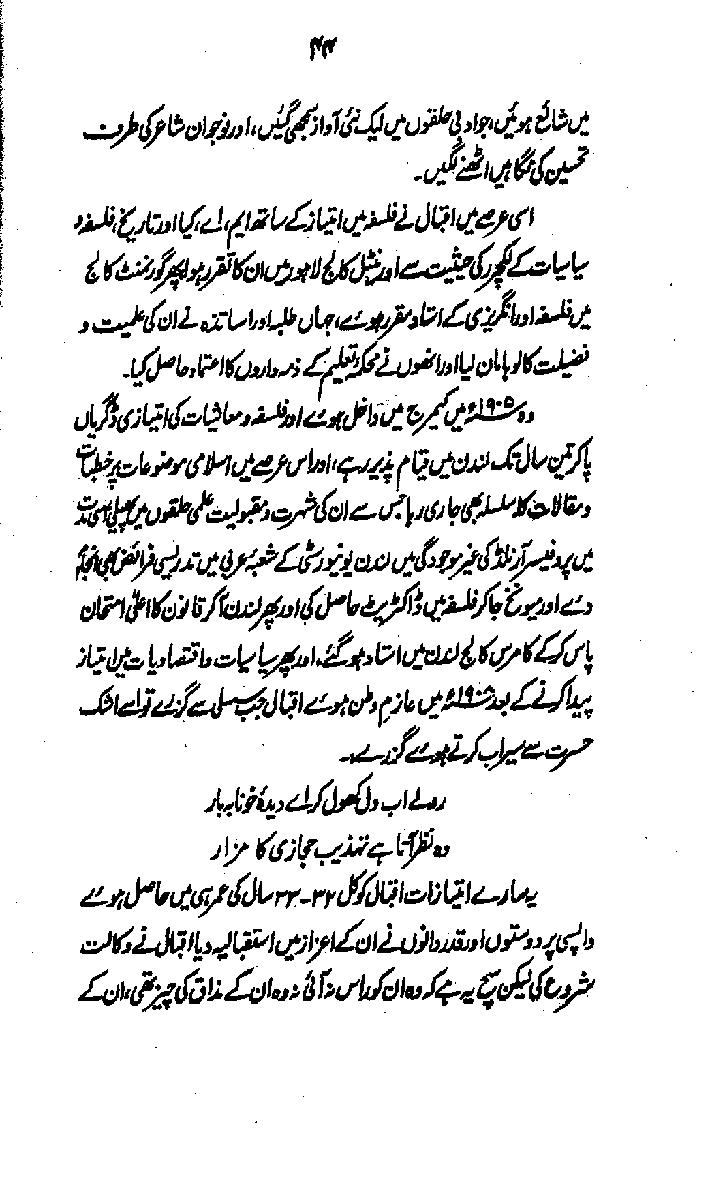 ۴۳
میں شائع ہوئیں، جو ادبی حلقوں میں ایک نئی آواز سمجھی گئیں، اور نوجوان شاعر کی طرف
تحسین کی نگاہیں اٹھنے لگیں۔
اسی عرصے میں اقبال نے فلسفہ میں امتیاز کے ساتھ ایم، اے، کیا اور تاریخ، فلسفہ و
سیاسیات کے لکچرر کی حیثیت سے اورینٹل کالج لاہور میں ان کا تقرر ہوا پھر گورنمنٹ کالج
میں فلسفہ اور انگریزی کے استاد مقرر ہوئے، جہاں طلبہ اور اساتذہ نے ان کی علمیت و
فضیلت کا لوہا مان لیا اور انھوں نے محکمۂ تعلیم کے ذمہ داروں کا اعتماد حاصل کیا۔
وہ ۱۹۰۵ء میں کیمبرج میں داخل ہوئے اور فلسفہ و معاشیات کی امتیازی ڈگریاں
پا کر تین سال تک لندن میں قیام پذیر رہے، اور اس عرصے میں اسلامی موضوعات پر خطبات
و مقالات کا سلسلہ بھی جاری رہا جس سے ان کی شہرت و مقبولیت علمی حلقوں میں پھیلی اسی مدت
میں پروفیسر آرنلڈ کی غیر موجودگی میں لندن یونیورسٹی کے شعبۂ عربی میں تدریسی فرائض بھی انجام
دئے اور میونخ جا کر فلسفہ میں ڈاکٹریٹ حاصل کی اور پھر لندن آ کر قانون کا اعلیٰ امتحان
پاس کر کے کامرس کالج لندن میں استاد ہو گئے، اور پھر سیاسیات و اقتصادیات میں امتیاز
پیدا کرنے کے بعد ۱۹۰۸ء میں عازم وطن ہوئے اقبال جب سسلی سے گزرے تو اسے اشک
حسرت سے سیراب کرتے ہوئے گزرے۔
رولے اب دل کھول کر اے دیدۂ خونابہ بار
وہ نظر آتا ہے تہذیب حجازی کا مزار
یہ سارے امتیازات اقبال کو کل ۳۲-۳۳ سال کی عمر ہی میں حاصل ہوئے
واپسی پر دوستوں اور قدر دانوں نے ان کے اعزاز میں استقبالیہ دیا اقبال نے وکالت
شروع کی لیکن سچ یہ ہے کہ وہ ان کو راس نہ آئی نہ وہ ان کے مذاق کی چیز تھی، ان کے